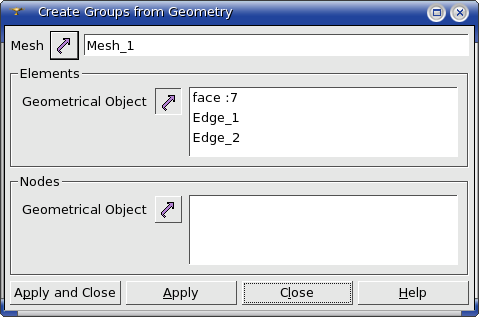 Create Groups from Geometry
Mesh Mesh_1
Elements
Geometrical Object
face :7
Edge_1
Edge_2
Nodes
Geometrical Object
Apply and Close Apply Close Help